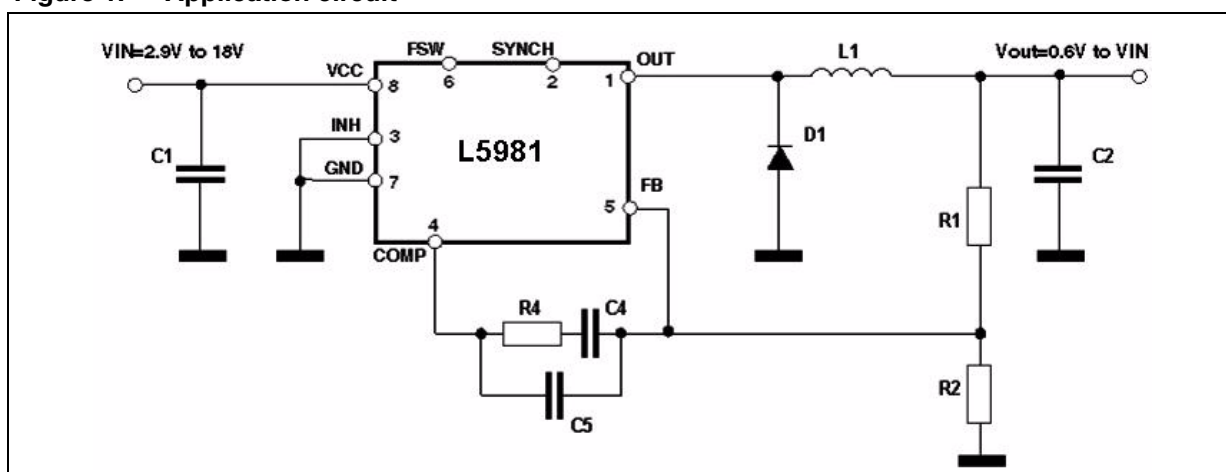 Figure 1. Application circuit
VIN=2.9V to 18V
FSW
SYNCH
VCC
OUT
L1
Vout=0.6V to VIN
8
6
2
1
INH
3
C1
L5981
D1
C2
GND
7
FB
5
R1
4
COMP
R4
C4
C5
R2